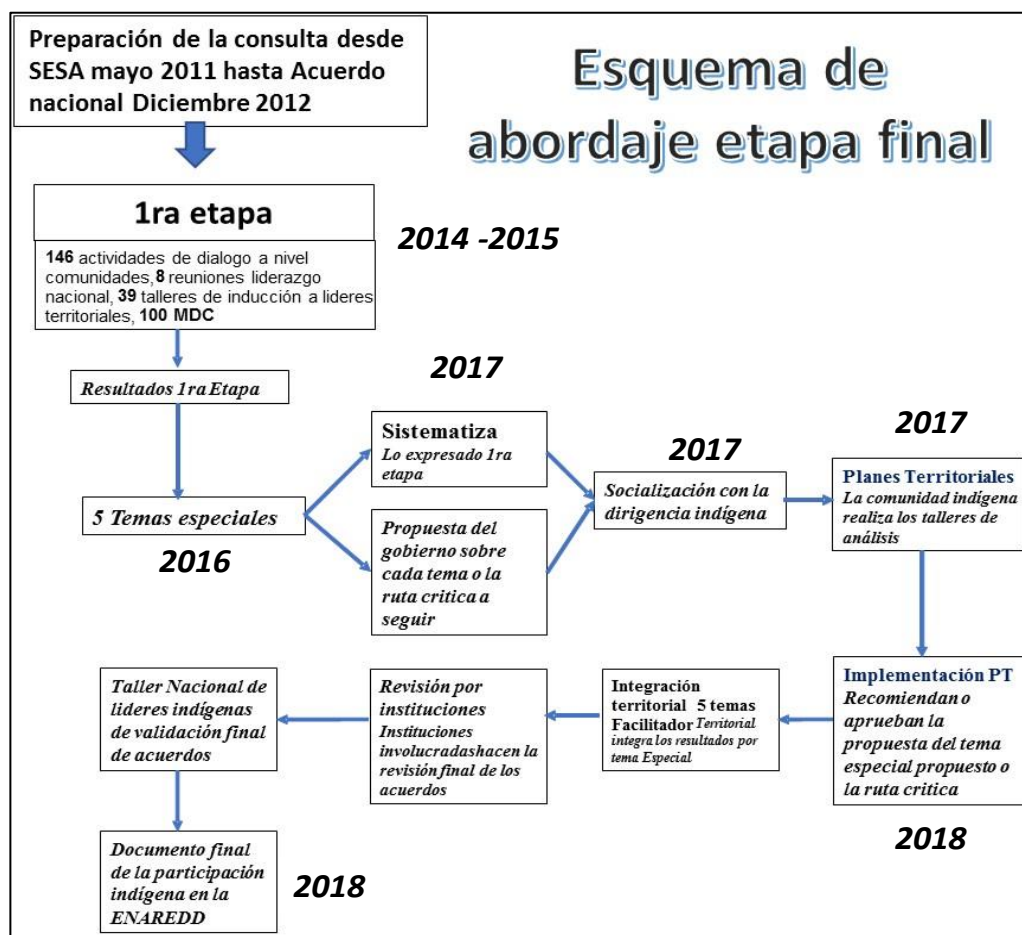 Preparación de la consulta desde
SESA mayo 2011 hasta Acuerdo
nacional Diciembre 2012
Esquema de
abordaje etapa final
1ra etapa
2014 -2015
146 actividades de dialogo a nivel
comunidades, 8 reuniones liderazgo
nacional, 39 talleres de inducción a lideres
territoriales, 100 MDC
Resultados 1ra Etapa
5 Temas especiales
2016
2017
Sistematiza
Lo expresado 1ra
etapa
Propuesta del
gobierno sobre
cada tema o la
ruta critica a
seguir
2017
Socialización con la
dirigencia indígena
2017
Planes Territoriales
La comunidad indígena
realiza los talleres de
análisis
Implementación PT
Recomiendan o
aprueban la
propuesta del tema
especial propuesto o
la ruta critica
2018
Integración
territorial 5 temas
Facilitador Territorial
integra los resultados por
tema Especial
Revisión por
instituciones
Instituciones
involucradashacen la
revisión final de los
acuerdos
Taller Nacional de
lideres indígenas
de validación final
de acuerdos
Documento final
de la participación
indígena en la
ENAREDD
2018